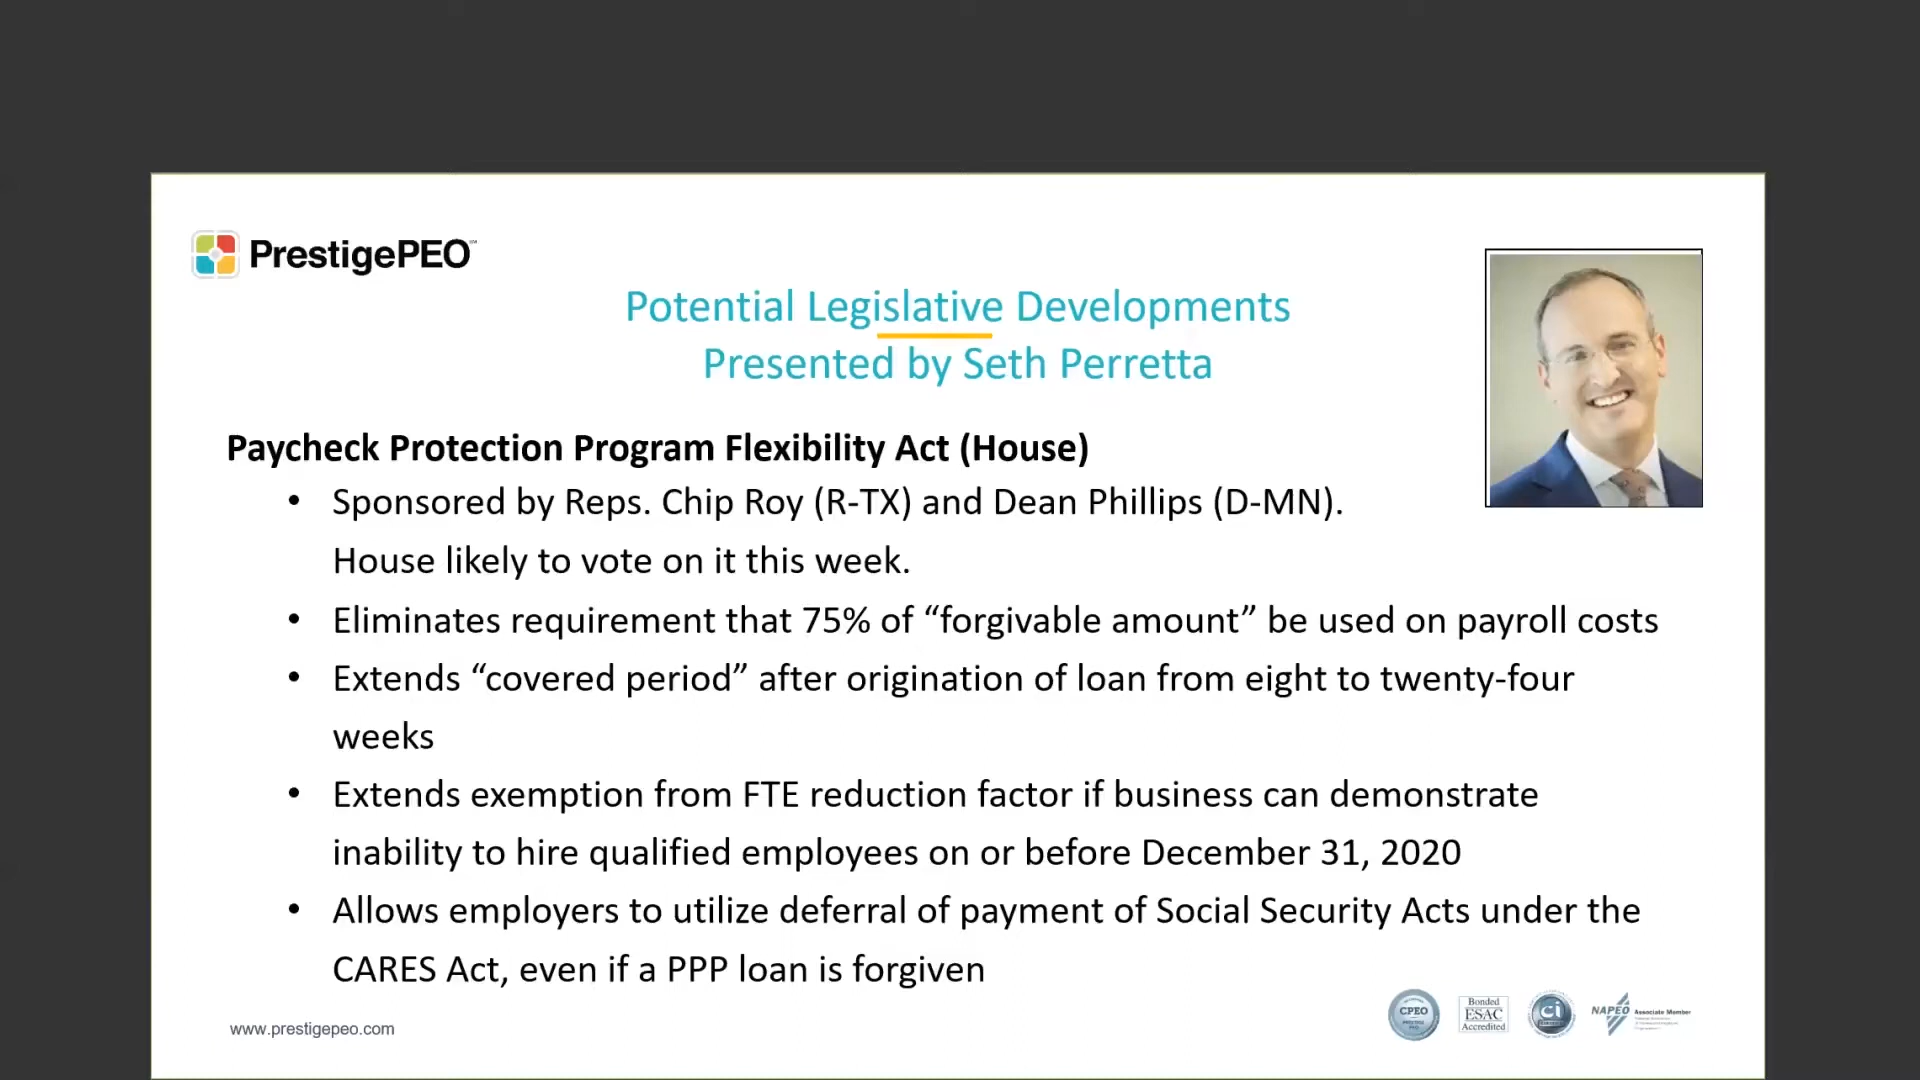 PrestigePEO
Potential Legislative Developments
Presented by Seth Perretta
Paycheck Protection Program Flexibility Act (House)
• Sponsored by Reps. Chip Roy (R-TX) and Dean Phillips (D-MN).
House likely to vote on it this week.
• Eliminates requirement that 75% of “forgivable amount” be used on payroll costs
• Extends “covered period” after origination of loan from eight to twenty-four
weeks
• Extends exemption from FTE reduction factor if business can demonstrate
inability to hire qualified employees on or before December 31, 2020
• Allows employers to utilize deferral of payment of Social Security Acts under the
CARES Act, even if a PPP loan is forgiven
www.prestigepeo.com
CPEO
Bonded
ESAC
Accredited
ci
NAPEO Associate Member